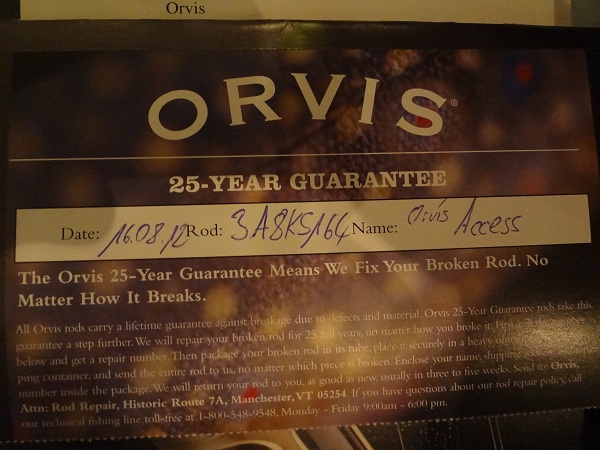 Orvis
ORVIS®
25-YEAR GUARANTEE
Date: 16.08.12 Rod: 3A8KS164 Name: Orvis Access
The Orvis 25-Year Guarantee Means We Fix Your Broken Rod. No
Matter How It Breaks.
All Orvis rods carry a lifetime guarantee against breakage due to defects and material. Orvis 25-Year Guarantee rods take this
guarantee a step further. We will repair your broken rod for 25 full years, no matter how you broke it.
below and get a repair number. Then package your broken rod in its tube, place it securely in a heavy
ping container, and send the entire rod to us, no matter which piece is broken. Enclose your name, shipping
number inside the package. We will return your rod to you, as good as new, usually in three to five weeks. Send to: Orvis,
Attn: Rod Repair, Historic Route 7A, Manchester, VT 05254. If you have questions about our rod repair policy, call
our technical fishing line toll-free at 1-800-548-9548, Monday - Friday 9:00am - 6:00 pm.